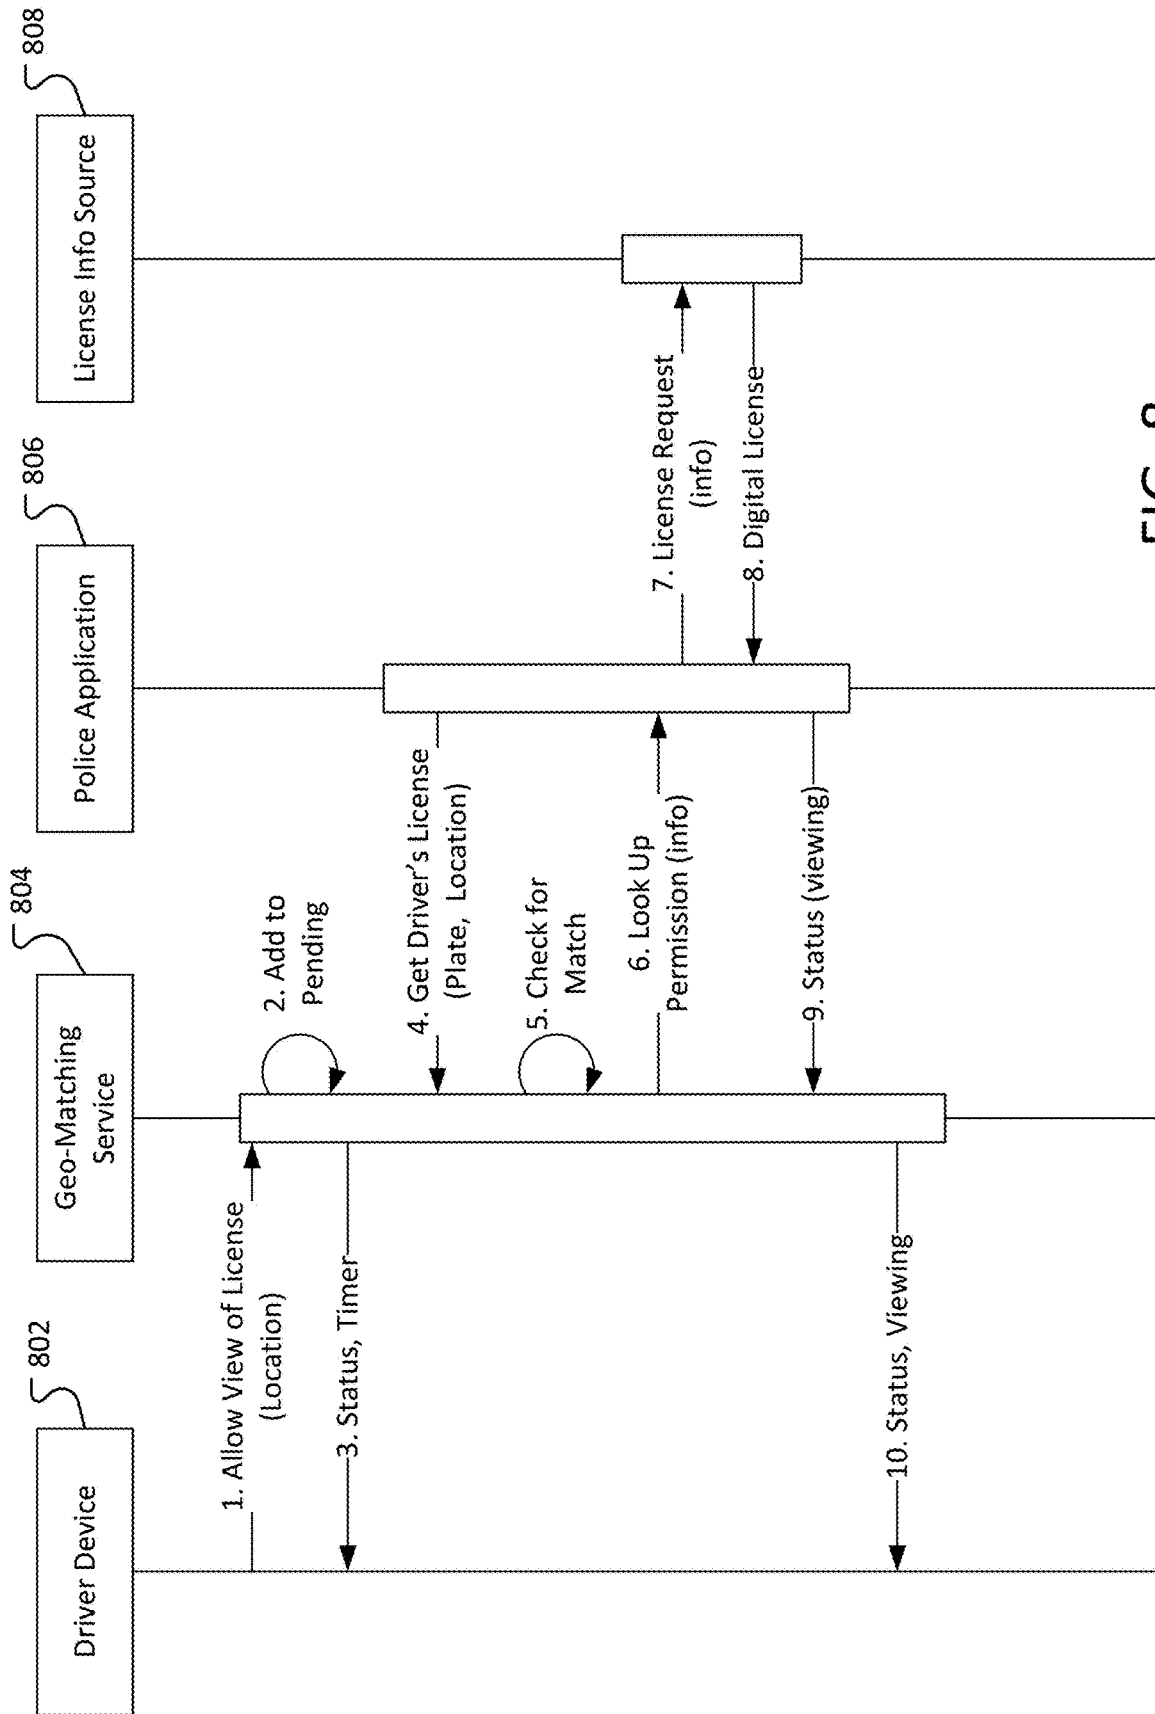 802
Driver Device
804
Geo-Matching
Service
806
Police Application
808
License Info Source
1. Allow View of License
(Location)
2. Add to
Pending
3. Status, Timer
4. Get Driver's License
(Plate, Location)
5. Check for
Match
6. Look Up
Permission (info)
7. License Request
(info)
8. Digital License
9. Status (viewing)
10. Status, Viewing
FIG. 8